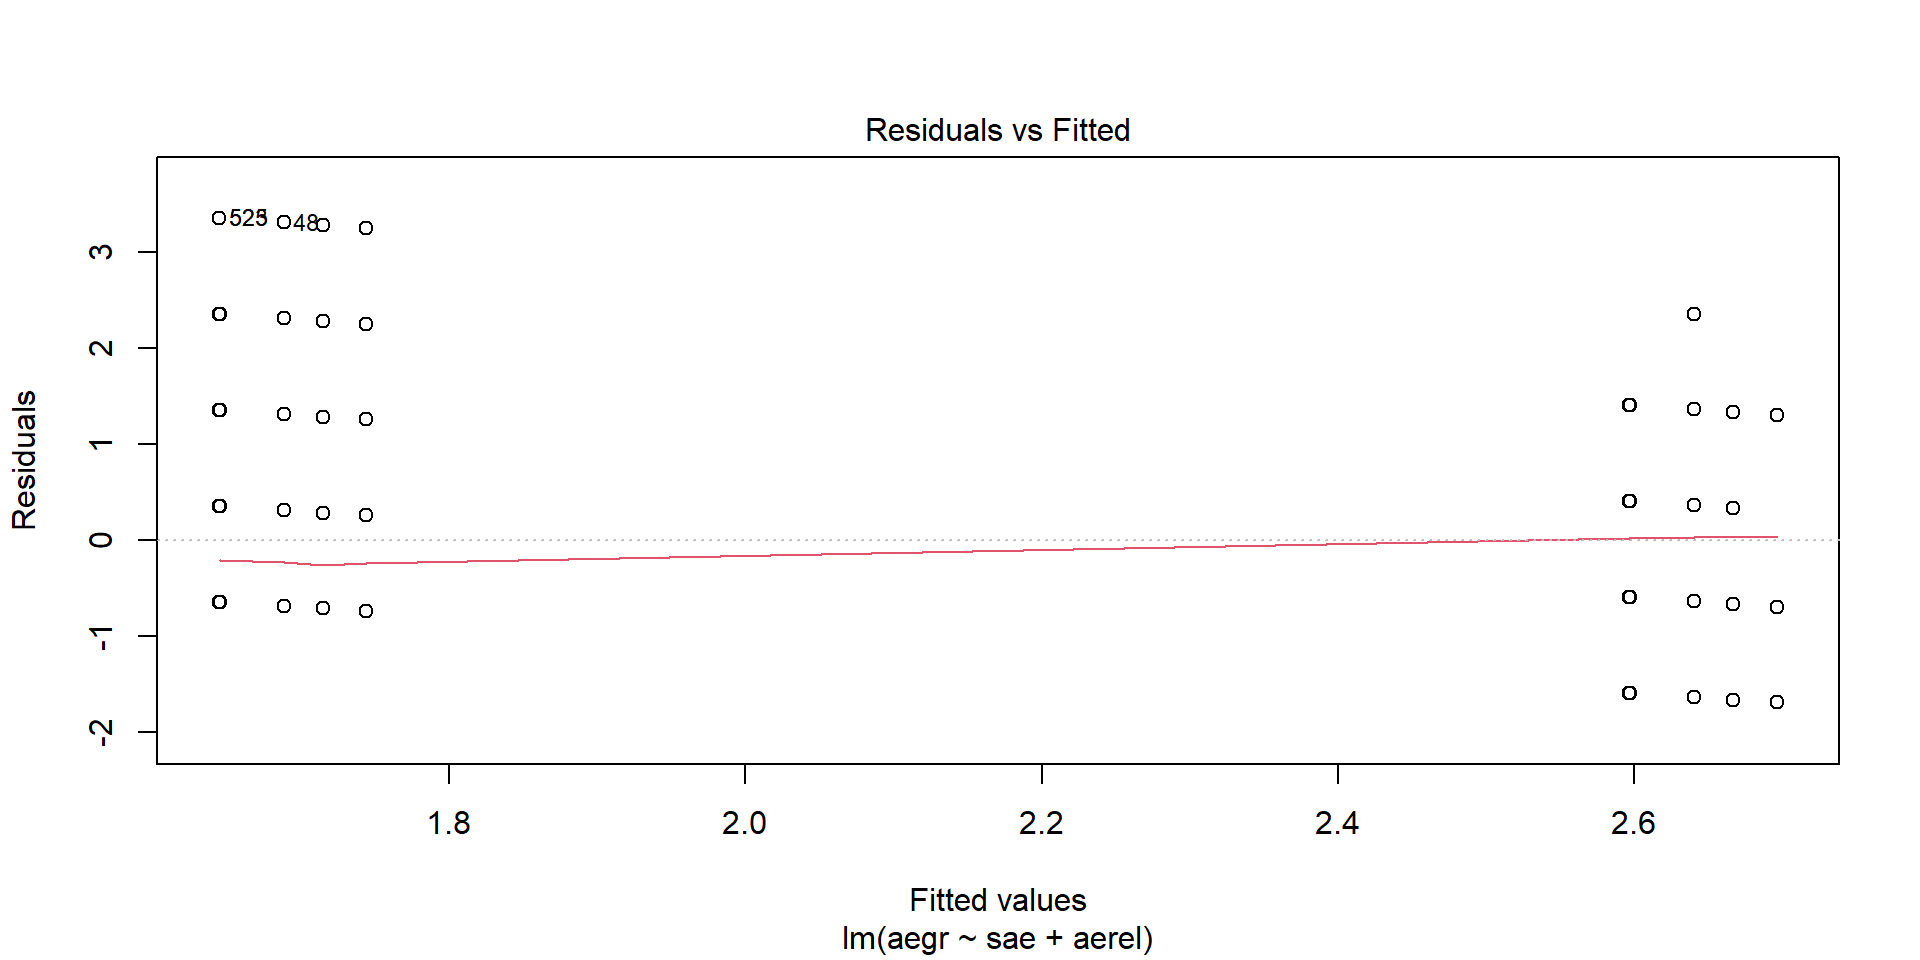 Residuals vs Fitted
Residuals
3
2
1
0
-1
-2
48
1.8 2.0 2.2 2.4 2.6
Fitted values
lm(aegr ~ sae + aerel)